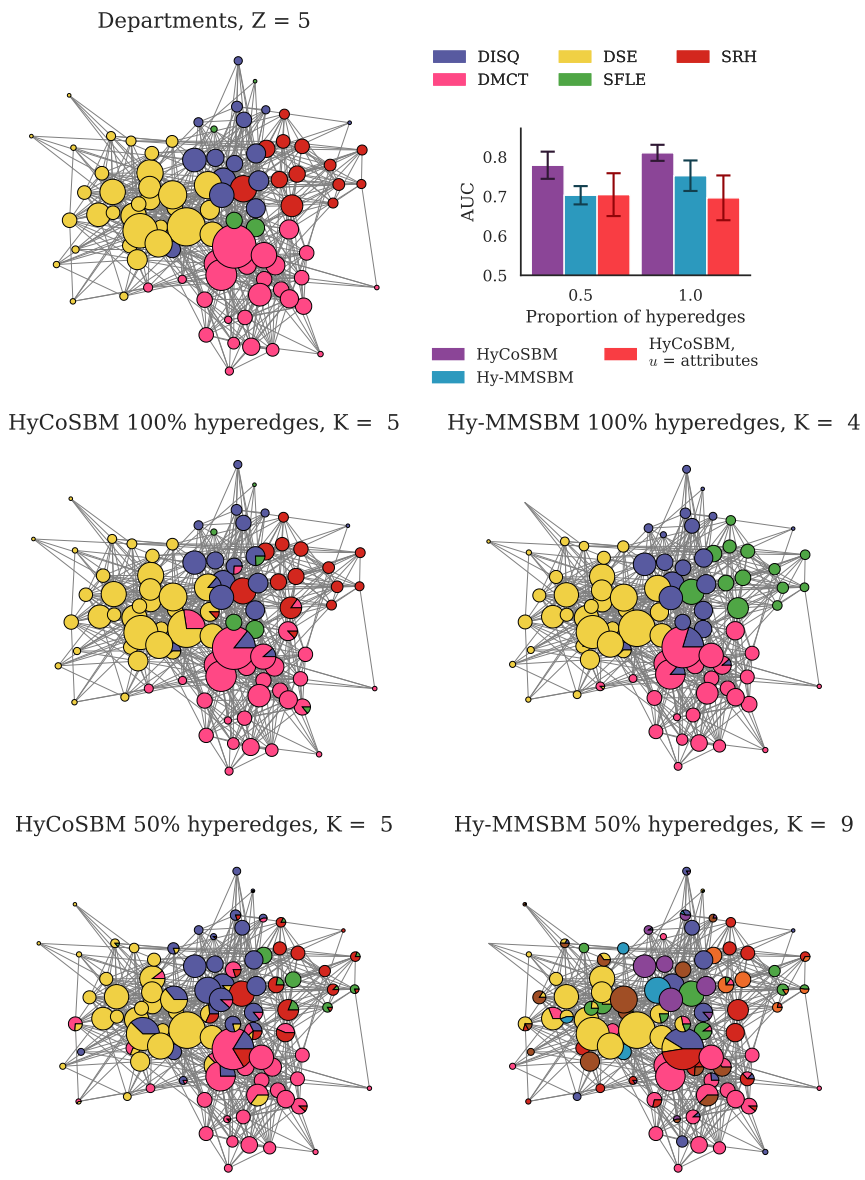 Departments, Z = 5
DISQ DSE SRH
DMCT SFLE
0.8
0.7
0.6
0.5
AUC
0.5 1.0
Proportion of hyperedges
HyCoSBM
Hy-MMSBM
HyCoSBM,
u = attributes
HyCoSBM 100% hyperedges, K = 5
Hy-MMSBM 100% hyperedges, K = 4
HyCoSBM 50% hyperedges, K = 5
Hy-MMSBM 50% hyperedges, K = 9